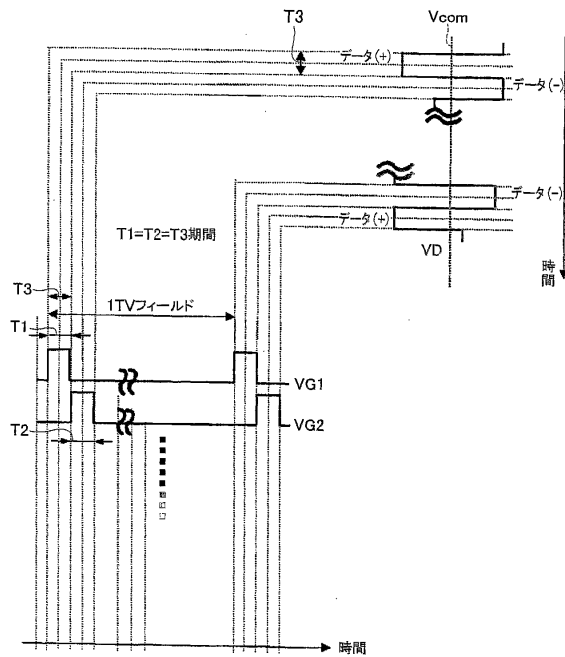 T3
Vcom
データ(+)
データ(-)
データ(-)
データ(+)
VD
時間
T1=T2=T3期間
T3
1TVフィールド
T1
VG1
VG2
T2
時間